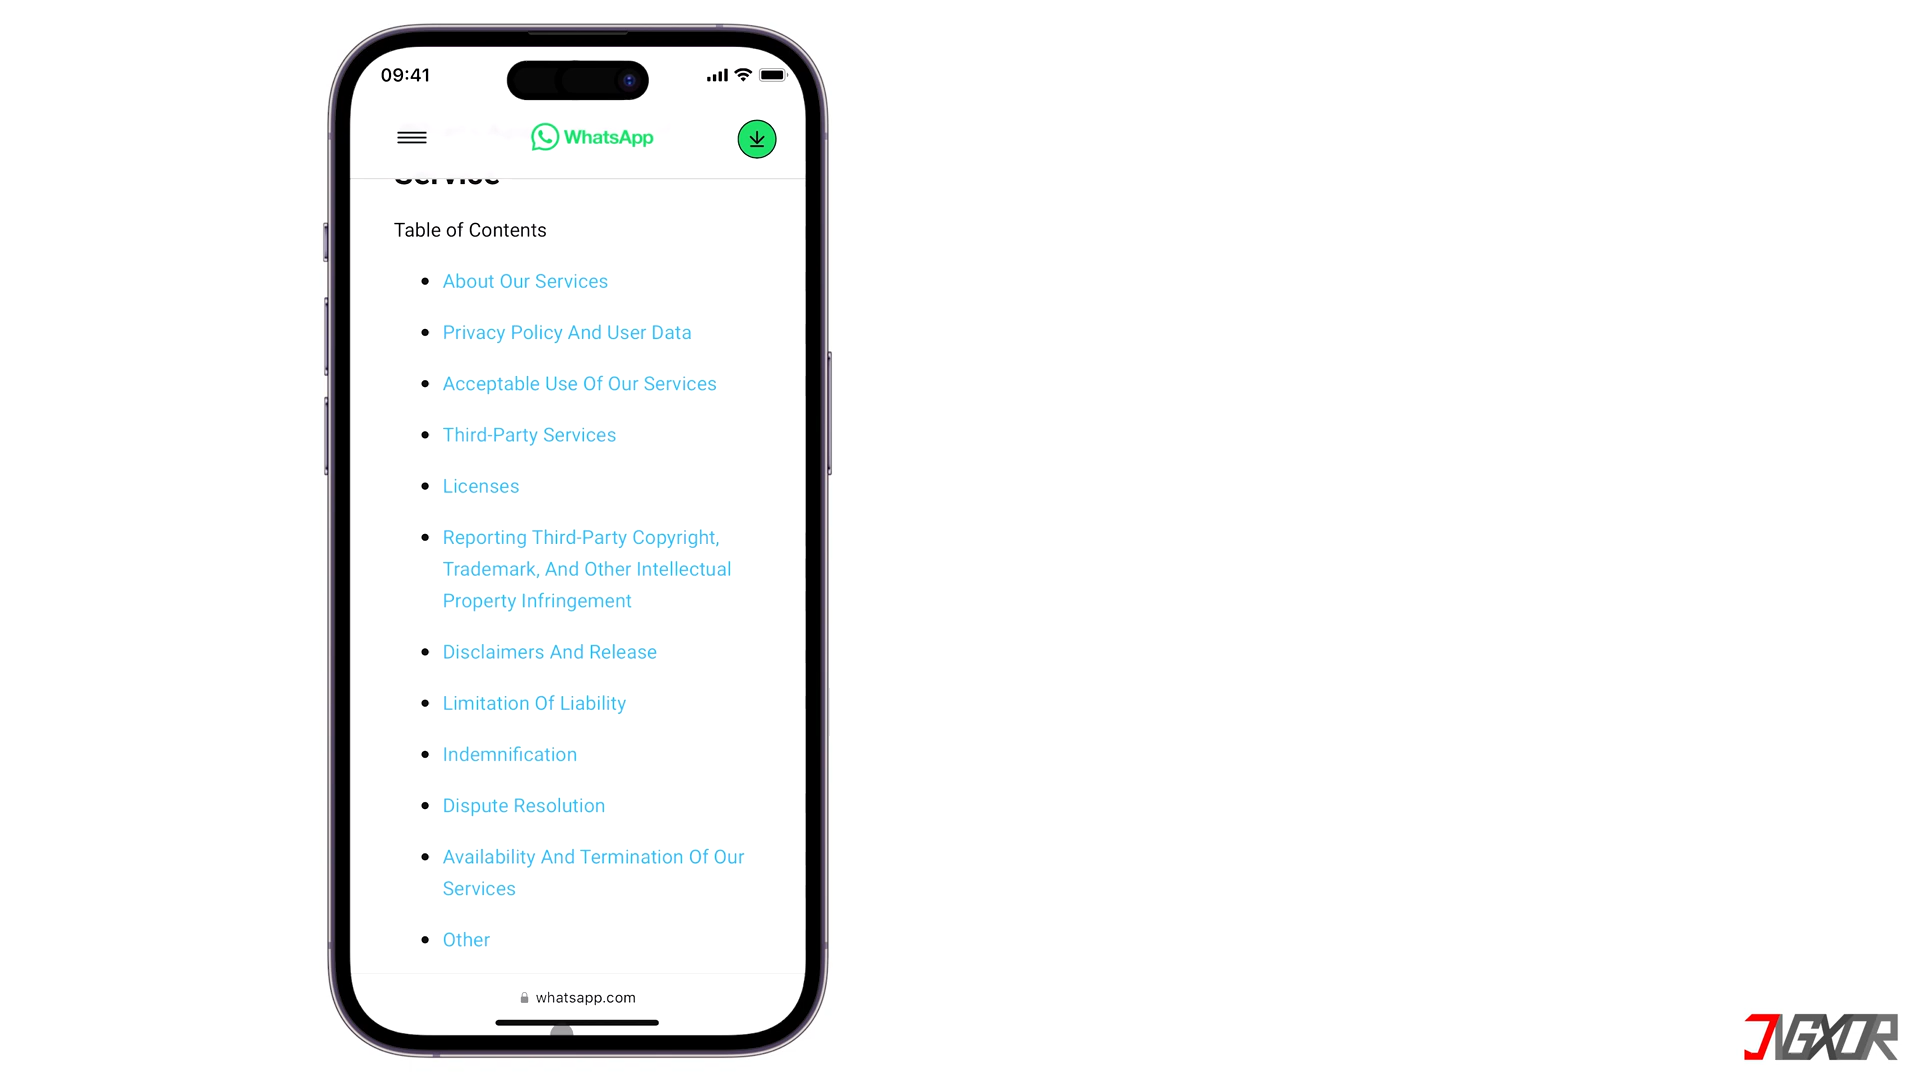 09:41
WhatsApp
Service
Table of Contents
About Our Services
Privacy Policy And User Data
Acceptable Use Of Our Services
Third-Party Services
Licenses
Reporting Third-Party Copyright,
Trademark, And Other Intellectual
Property Infringement
Disclaimers And Release
Limitation Of Liability
Indemnification
Dispute Resolution
Availability And Termination Of Our
Services
Other
whatsapp.com